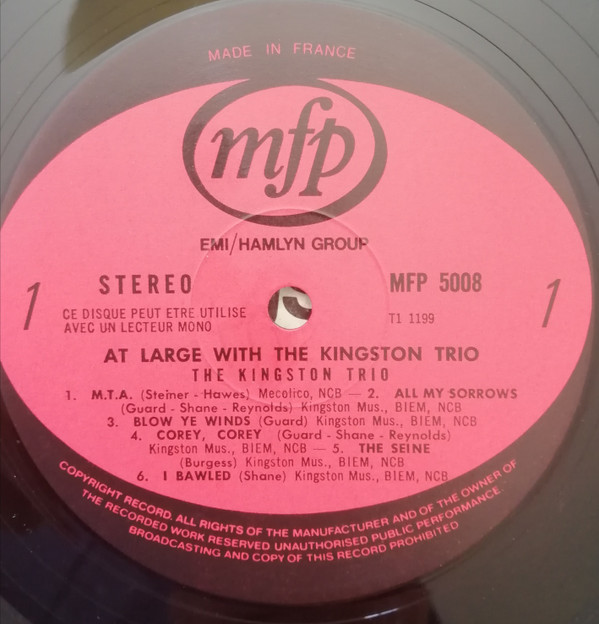 MADE IN FRANCE
mfp
EMI/HAMLYN GROUP
STEREO MFP 5008
1 1
CE DISQUE PEUT ETRE UTILISE T1 1199
AVEC UN LECTEUR MONO
AT LARGE WITH THE KINGSTON TRIO
THE KINGSTON TRIO
1. M.T.A. (Steiner - Hawes) Mecolico, NCB — 2. ALL MY SORROWS
(Guard - Shane - Reynolds) Kingston Mus., BIEM, NCB
3. BLOW YE WINDS (Guard) Kingston Mus., BIEM, NCB
4. COREY, COREY (Guard - Shane - Reynolds)
Kingston Mus., BIEM, NCB — 5. THE SEINE
(Burgess) Kingston Mus., BIEM, NCB
6. I BAWLED (Shane) Kingston Mus., BIEM, NCB
COPYRIGHT RECORD. ALL RIGHTS OF THE MANUFACTURER AND OF THE OWNER OF
THE RECORDED WORK RESERVED UNAUTHORISED PUBLIC PERFORMANCE.
BROADCASTING AND COPY OF THIS RECORD PROHIBITED